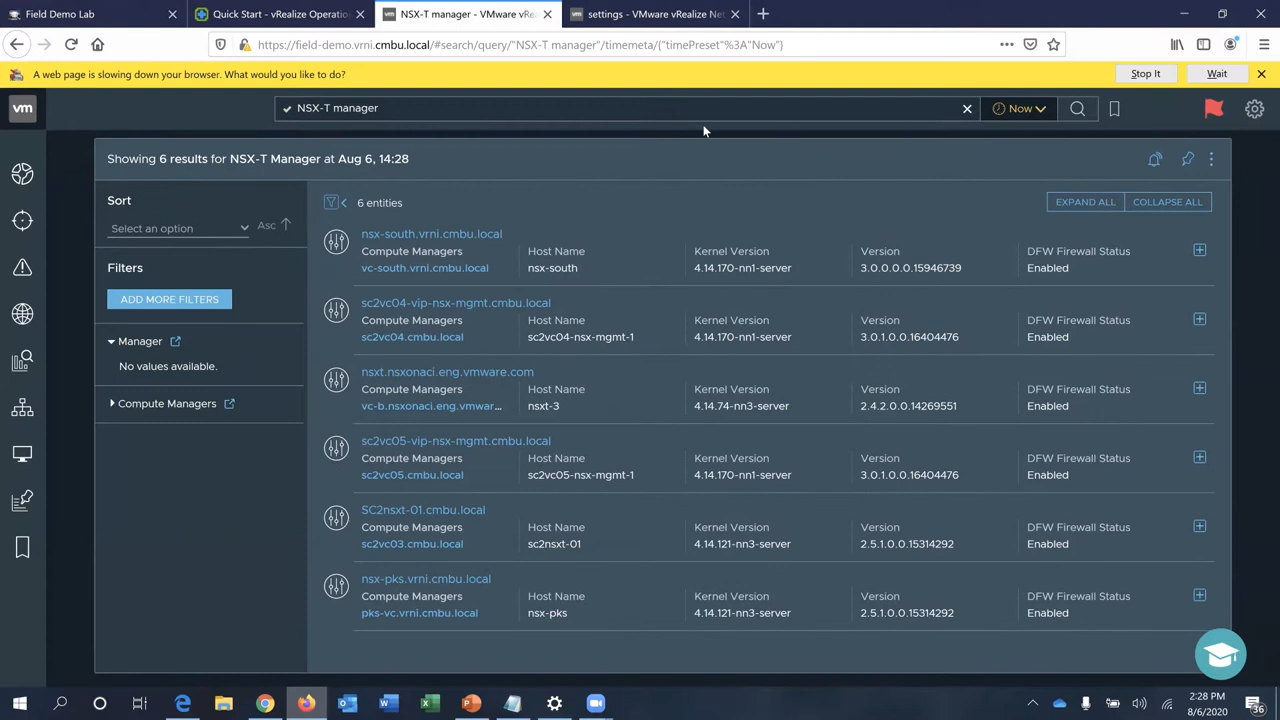 Field Demo Lab
Quick Start - vRealize Operation
NSX-T manager - VMware vRea
settings - VMware vRealize Net
https://field-demo.vrni.cmbu.local/#search/query/"NSX-T manager"/timemeta/{"timePreset"%3A"Now"}
A web page is slowing down your browser. What would you like to do?
Stop It
Wait
vm
NSX-T manager
Now
Showing 6 results for NSX-T Manager at Aug 6, 14:28
Sort
Select an option
Asc
Filters
ADD MORE FILTERS
Manager
No values available.
Compute Managers
6 entities
EXPAND ALL
COLLAPSE ALL
nsx-south.vrni.cmbu.local
Compute Managers Host Name Kernel Version Version DFW Firewall Status
vc-south.vrni.cmbu.local nsx-south 4.14.170-nn1-server 3.0.0.0.0.15946739 Enabled
sc2vc04-vip-nsx-mgmt.cmbu.local
Compute Managers Host Name Kernel Version Version DFW Firewall Status
sc2vc04.cmbu.local sc2vc04-nsx-mgmt-1 4.14.170-nn1-server 3.0.1.0.0.16404476 Enabled
nsxt.nsxonaci.eng.vmware.com
Compute Managers Host Name Kernel Version Version DFW Firewall Status
vc-b.nsxonaci.eng.vmwar... nsxt-3 4.14.74-nn3-server 2.4.2.0.0.14269551 Enabled
sc2vc05-vip-nsx-mgmt.cmbu.local
Compute Managers Host Name Kernel Version Version DFW Firewall Status
sc2vc05.cmbu.local sc2vc05-nsx-mgmt-1 4.14.170-nn1-server 3.0.1.0.0.16404476 Enabled
SC2nsxt-01.cmbu.local
Compute Managers Host Name Kernel Version Version DFW Firewall Status
sc2vc03.cmbu.local sc2nsxt-01 4.14.121-nn3-server 2.5.1.0.0.15314292 Enabled
nsx-pks.vrni.cmbu.local
Compute Managers Host Name Kernel Version Version DFW Firewall Status
pks-vc.vrni.cmbu.local nsx-pks 4.14.121-nn3-server 2.5.1.0.0.15314292 Enabled
2:28 PM
8/6/2020
36